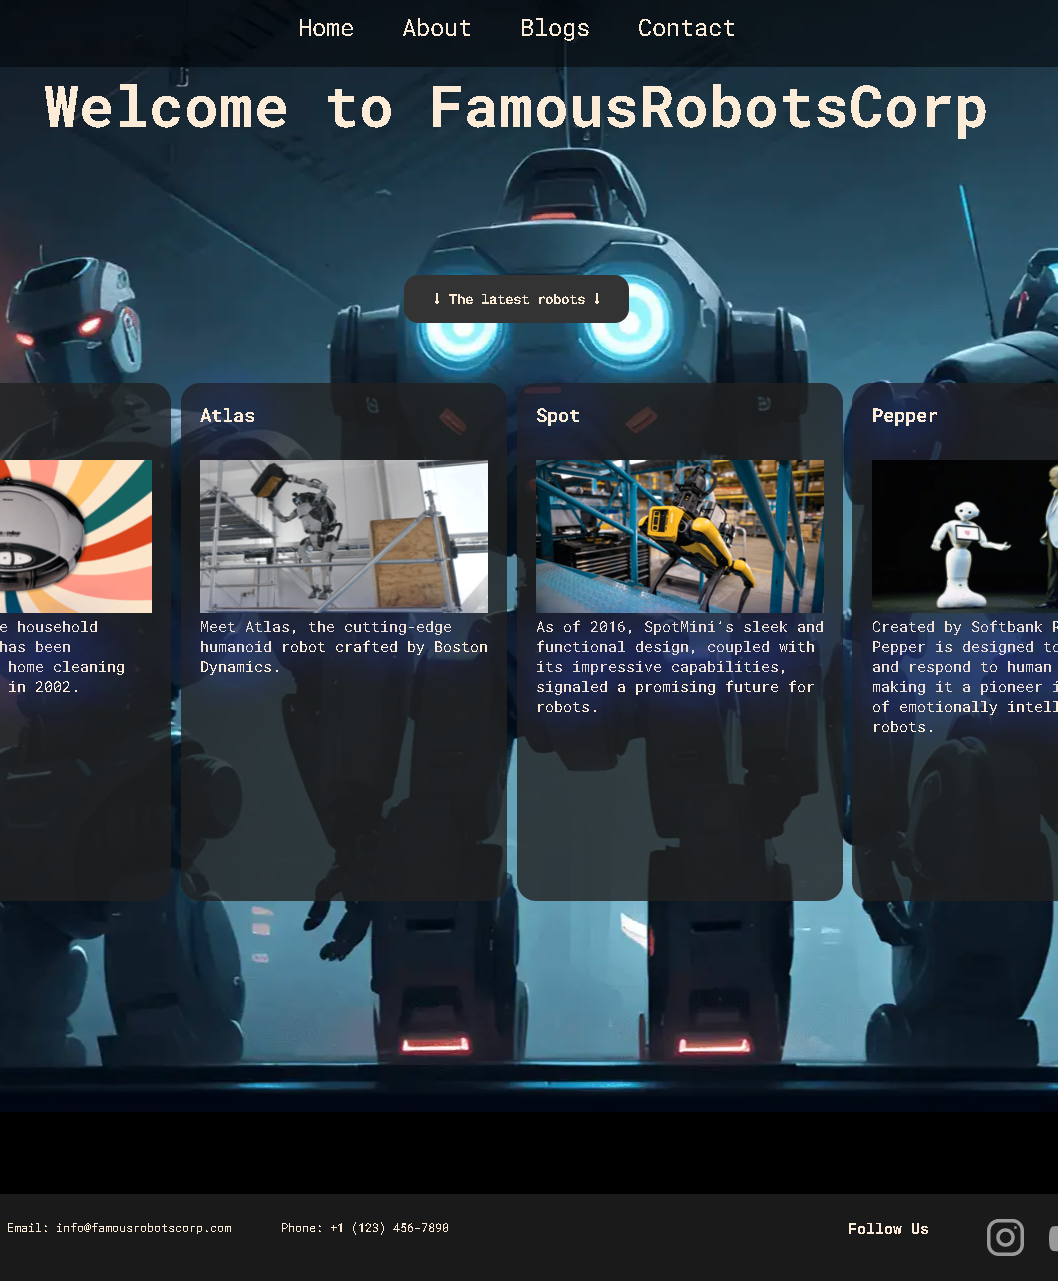 Home About Blogs Contact
Welcome to FamousRobotsCorp
⭣ The latest robots ⭣
household
has been
home cleaning
in 2002.
Atlas
Meet Atlas, the cutting-edge
humanoid robot crafted by Boston
Dynamics.
Spot
As of 2016, SpotMini's sleek and
functional design, coupled with
its impressive capabilities,
signaled a promising future for
robots.
Pepper
Created by Softbank R
Pepper is designed to
and respond to human
making it a pioneer i
of emotionally intell
robots.
Email: info@famousrobotscorp.com Phone: +1 (123) 456-7890 Follow Us